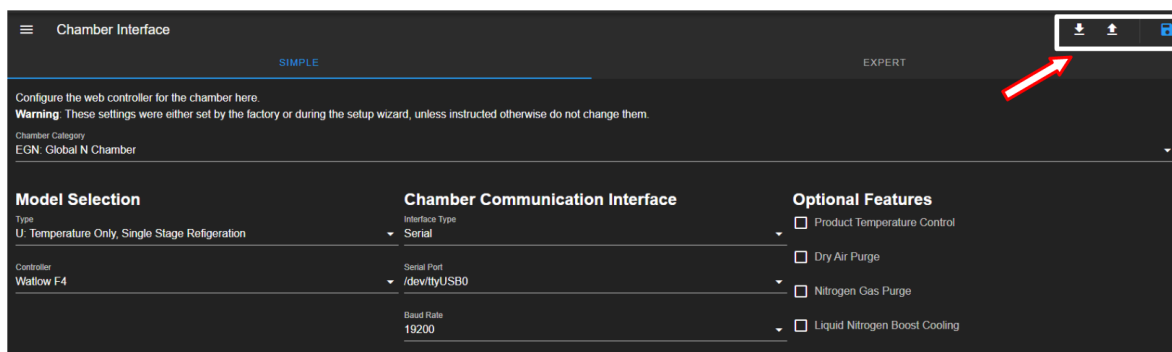 Chamber Interface
SIMPLE
EXPERT
Configure the web controller for the chamber here.
Warning: These settings were either set by the factory or during the setup wizard, unless instructed otherwise do not change them.
Chamber Category
EGN: Global N Chamber
Model Selection
Type
U: Temperature Only, Single Stage Refigeration
Controller
Watlow F4
Chamber Communication Interface
Interface Type
Serial
Serial Port
/dev/ttyUSB0
Baud Rate
19200
Optional Features
Product Temperature Control
Dry Air Purge
Nitrogen Gas Purge
Liquid Nitrogen Boost Cooling